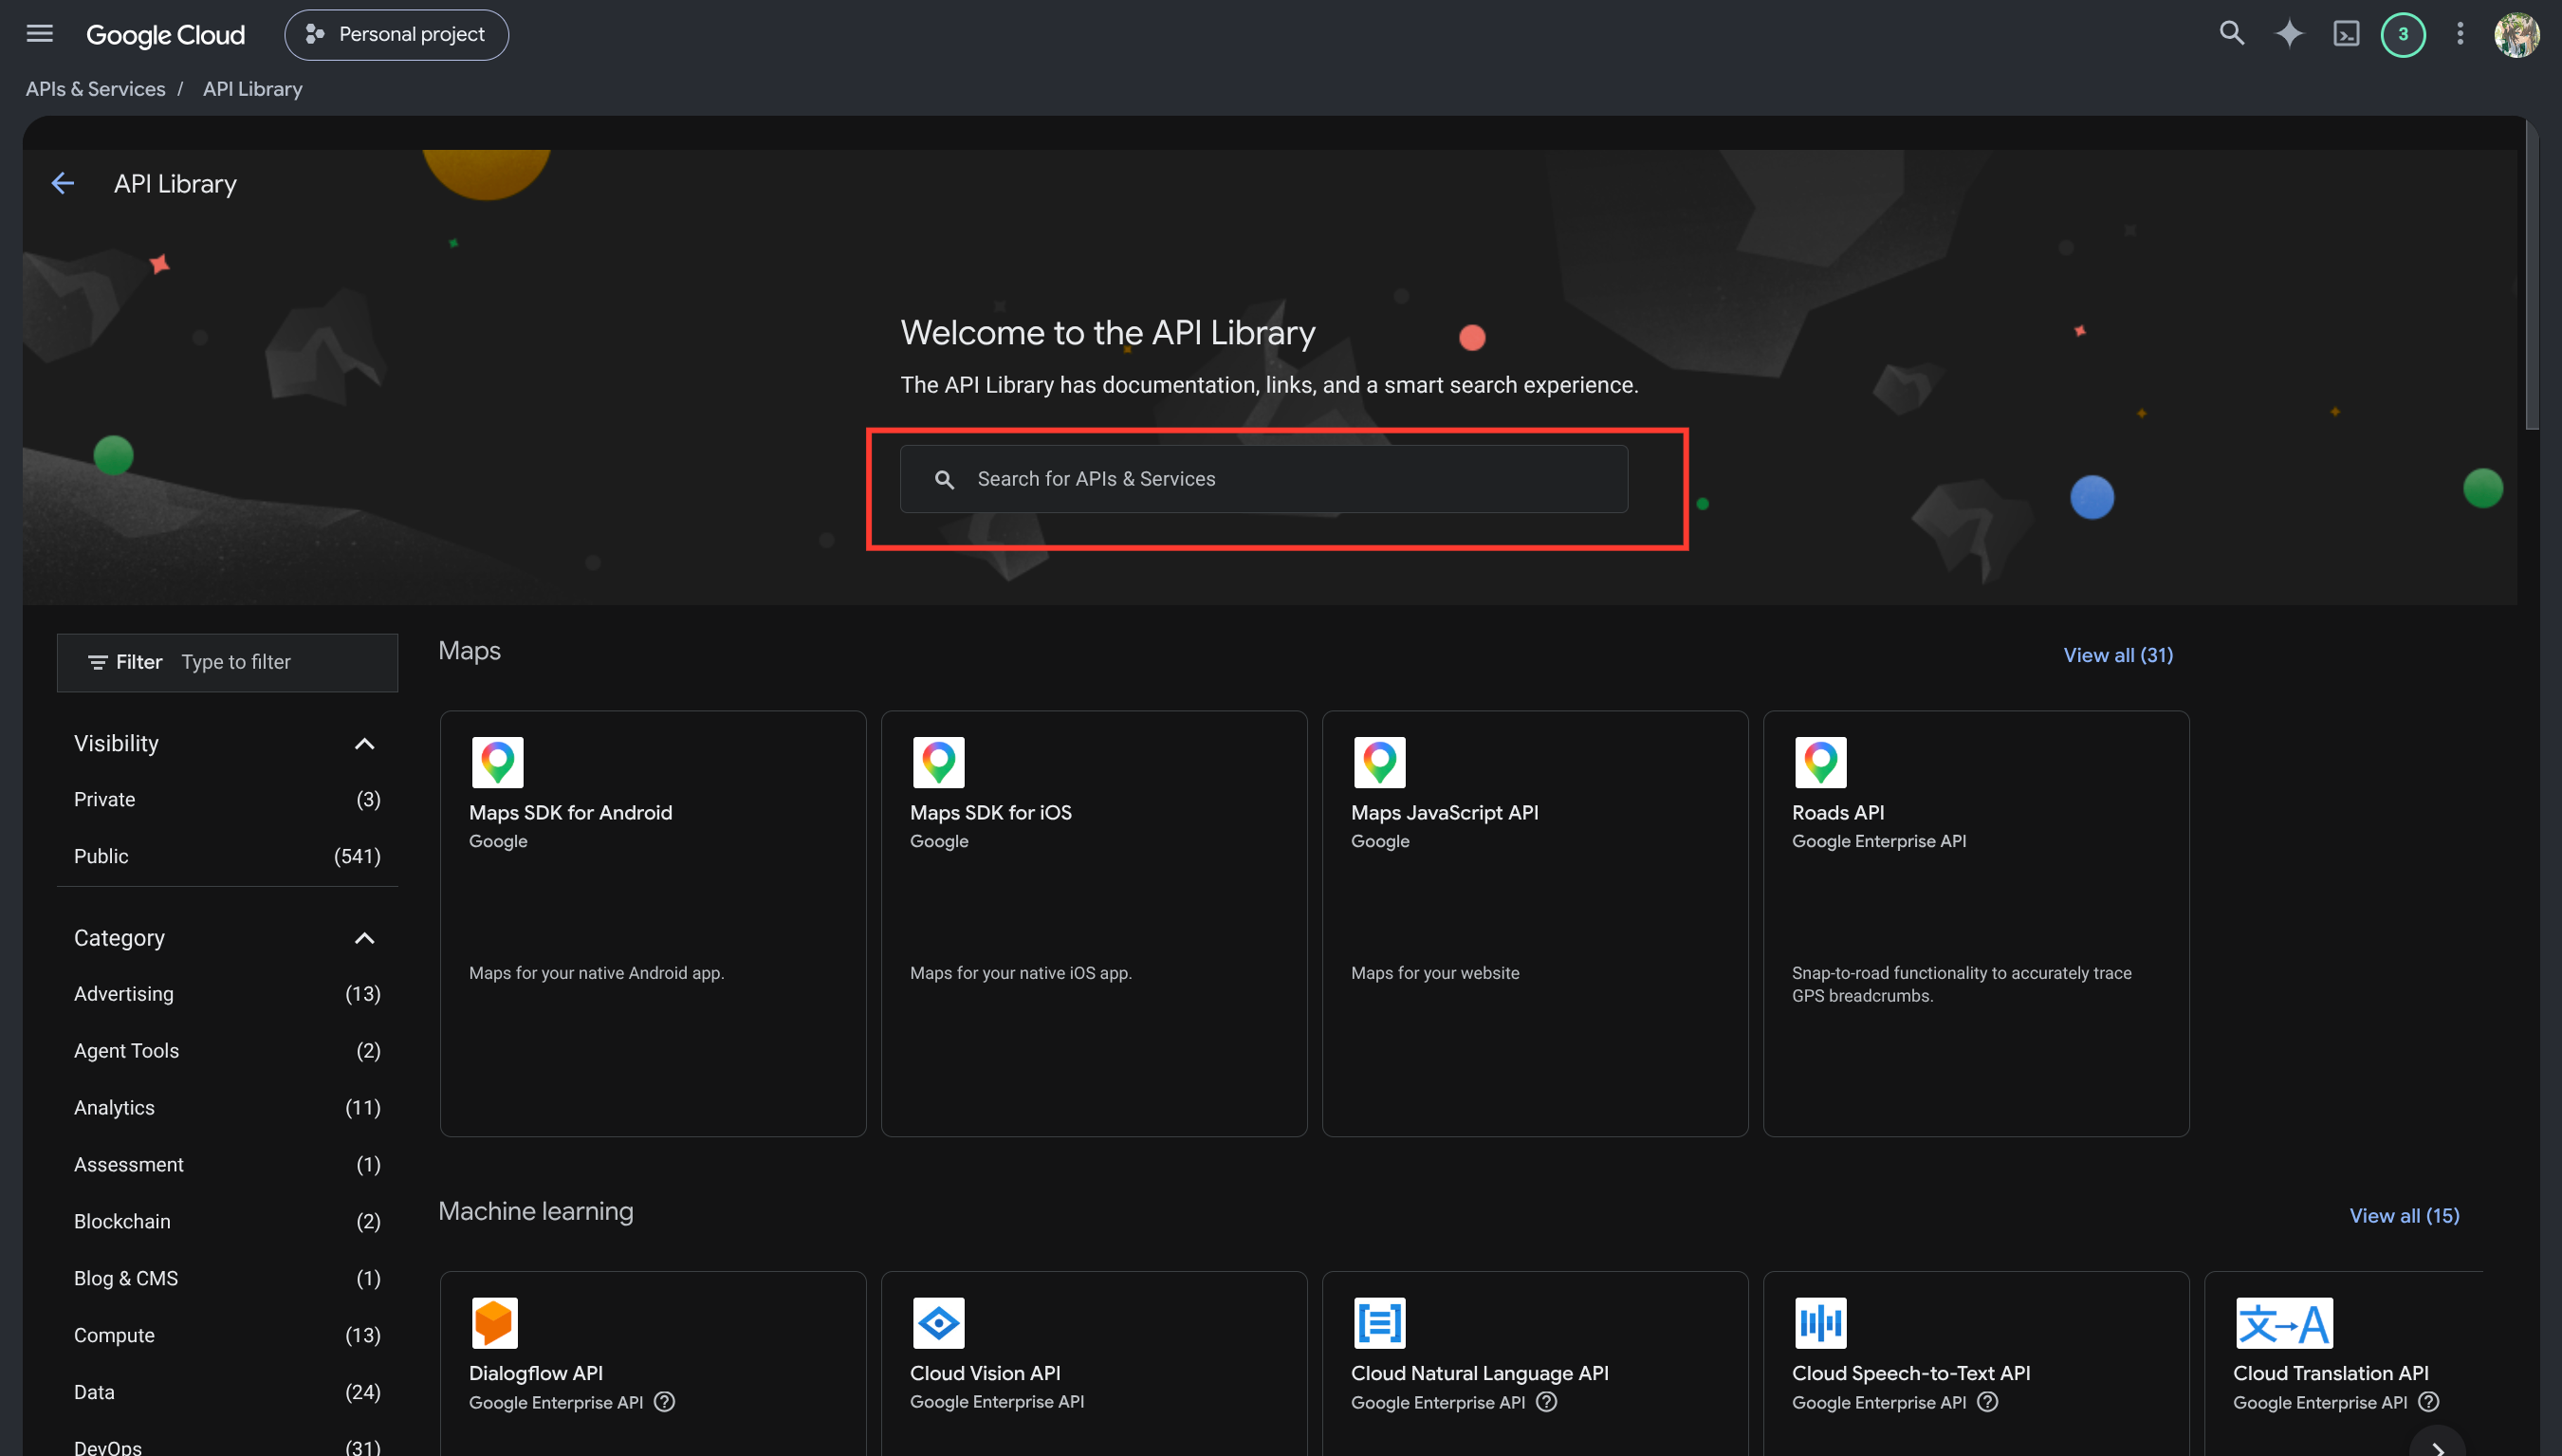 Google Cloud
Personal project
3
APIs & Services / API Library
API Library
Welcome to the API Library
The API Library has documentation, links, and a smart search experience.
Search for APIs & Services
Filter Type to filter
Visibility
Private (3)
Public (541)
Category
Advertising (13)
Agent Tools (2)
Analytics (11)
Assessment (1)
Blockchain (2)
Blog & CMS (1)
Compute (13)
Data (24)
DevOps (31)
Maps
View all (31)
Maps SDK for Android
Google
Maps for your native Android app.
Maps SDK for iOS
Google
Maps for your native iOS app.
Maps JavaScript API
Google
Maps for your website
Roads API
Google Enterprise API
Snap-to-road functionality to accurately trace
GPS breadcrumbs.
Machine learning
View all (15)
Dialogflow API
Google Enterprise API
Cloud Vision API
Google Enterprise API
Cloud Natural Language API
Google Enterprise API
Cloud Speech-to-Text API
Google Enterprise API
文→A
Cloud Translation API
Google Enterprise API